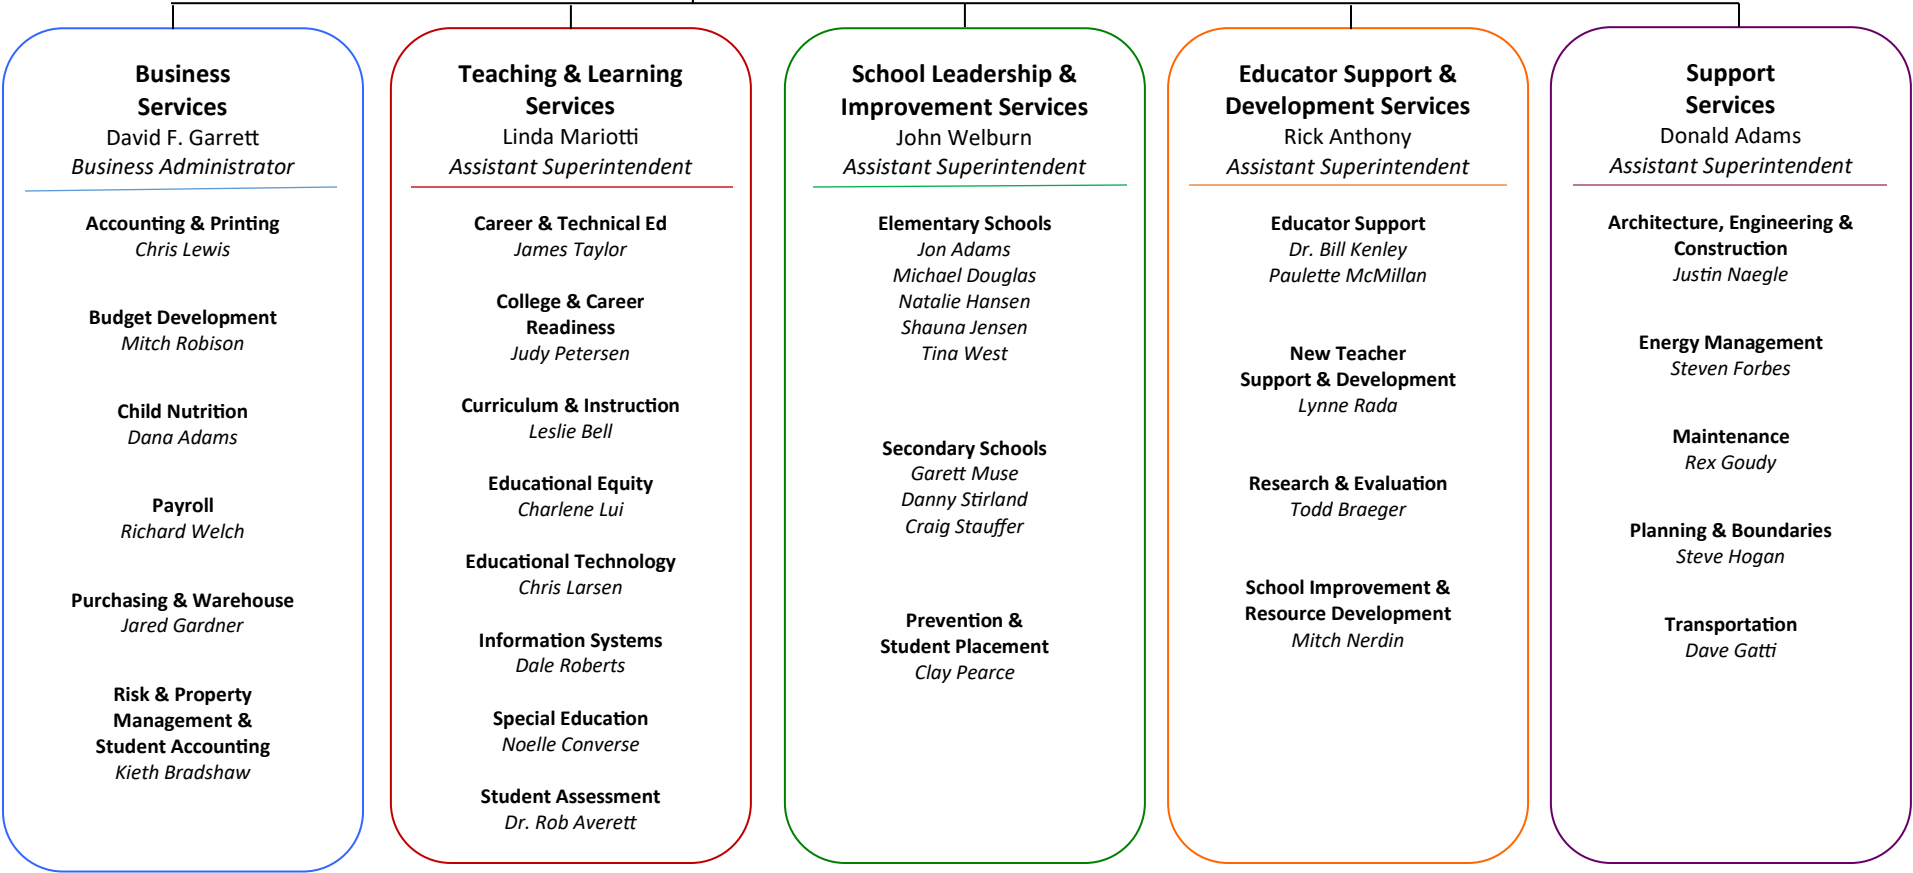 Business
Services
David F. Garrett
Business Administrator
Accounting & Printing
Chris Lewis
Budget Development
Mitch Robison
Child Nutrition
Dana Adams
Payroll
Richard Welch
Purchasing & Warehouse
Jared Gardner
Risk & Property
Management &
Student Accounting
Kieth Bradshaw
Teaching & Learning
Services
Linda Mariotti
Assistant Superintendent
Career & Technical Ed
James Taylor
College & Career
Readiness
Judy Petersen
Curriculum & Instruction
Leslie Bell
Educational Equity
Charlene Lui
Educational Technology
Chris Larsen
Information Systems
Dale Roberts
Special Education
Noelle Converse
Student Assessment
Dr. Rob Averett
School Leadership &
Improvement Services
John Welburn
Assistant Superintendent
Elementary Schools
Jon Adams
Michael Douglas
Natalie Hansen
Shauna Jensen
Tina West
Secondary Schools
Garett Muse
Danny Stirland
Craig Stauffer
Prevention &
Student Placement
Clay Pearce
Educator Support &
Development Services
Rick Anthony
Assistant Superintendent
Educator Support
Dr. Bill Kenley
Paulette McMillan
New Teacher
Support & Development
Lynne Rada
Research & Evaluation
Todd Braeger
School Improvement &
Resource Development
Mitch Nerdin
Support
Services
Donald Adams
Assistant Superintendent
Architecture, Engineering &
Construction
Justin Naegle
Energy Management
Steven Forbes
Maintenance
Rex Goudy
Planning & Boundaries
Steve Hogan
Transportation
Dave Gatti